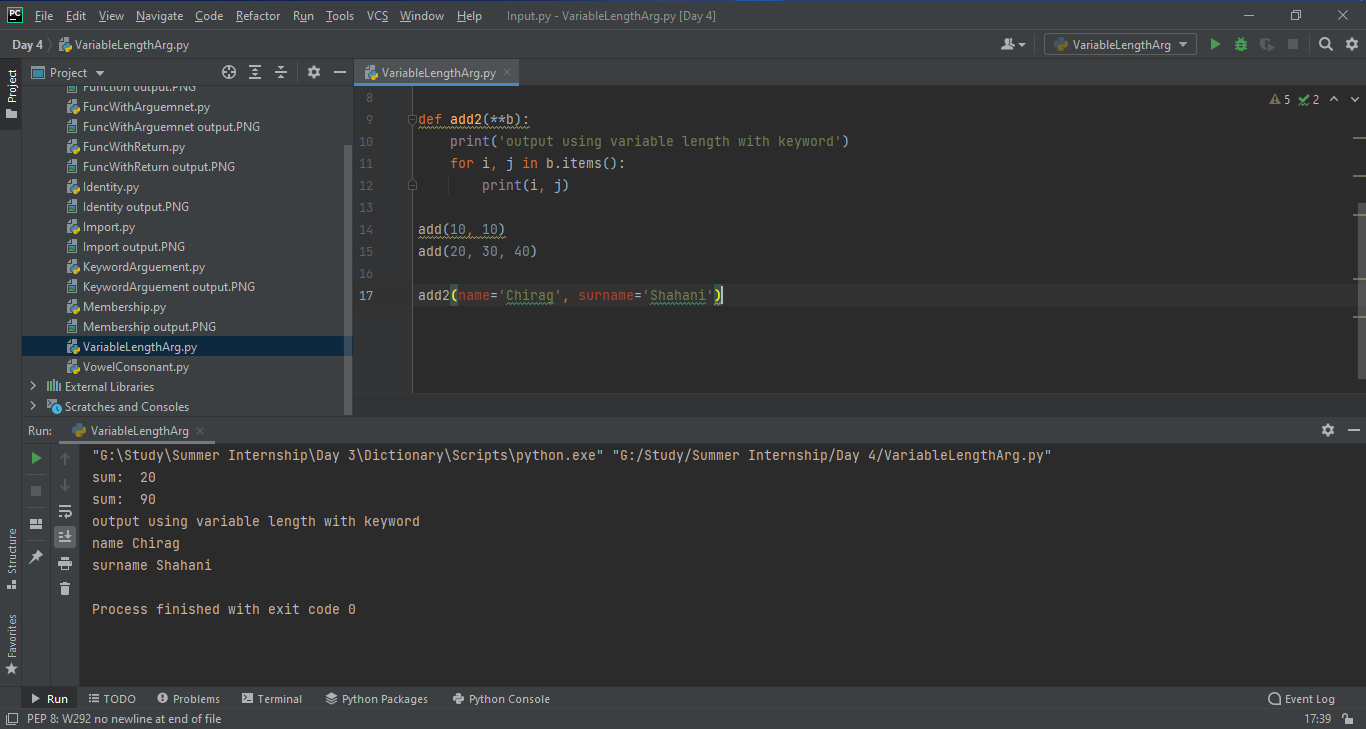 PC File Edit View Navigate Code Refactor Run Tools VCS Window Help Input.py - VariableLengthArg.py [Day 4]
Day 4 VariableLengthArg.py VariableLengthArg
Project VariableLengthArg.py
Project
Function output.PNG
FuncWithArguemnet.py
FuncWithArguemnet output.PNG
FuncWithReturn.py
FuncWithReturn output.PNG
Identity.py
Identity output.PNG
Import.py
Import output.PNG
KeywordArguement.py
KeywordArguement output.PNG
Membership.py
Membership output.PNG
VariableLengthArg.py
VowelConsonant.py
External Libraries
Scratches and Consoles
5 2
8
9 def add2(**b):
10 print('output using variable length with keyword')
11 for i, j in b.items():
12 print(i, j)
13
14 add(10, 10)
15 add(20, 30, 40)
16
17 add2(name='Chirag', surname='Shahani')
Run: VariableLengthArg
"G:\Study\Summer Internship\Day 3\Dictionary\Scripts\python.exe" "G:/Study/Summer Internship/Day 4/VariableLengthArg.py"
sum:  20
sum:  90
output using variable length with keyword
name Chirag
surname Shahani
Process finished with exit code 0
Structure
Favorites
Run TODO Problems Terminal Python Packages Python Console Event Log
PEP 8: W292 no newline at end of file 17:39